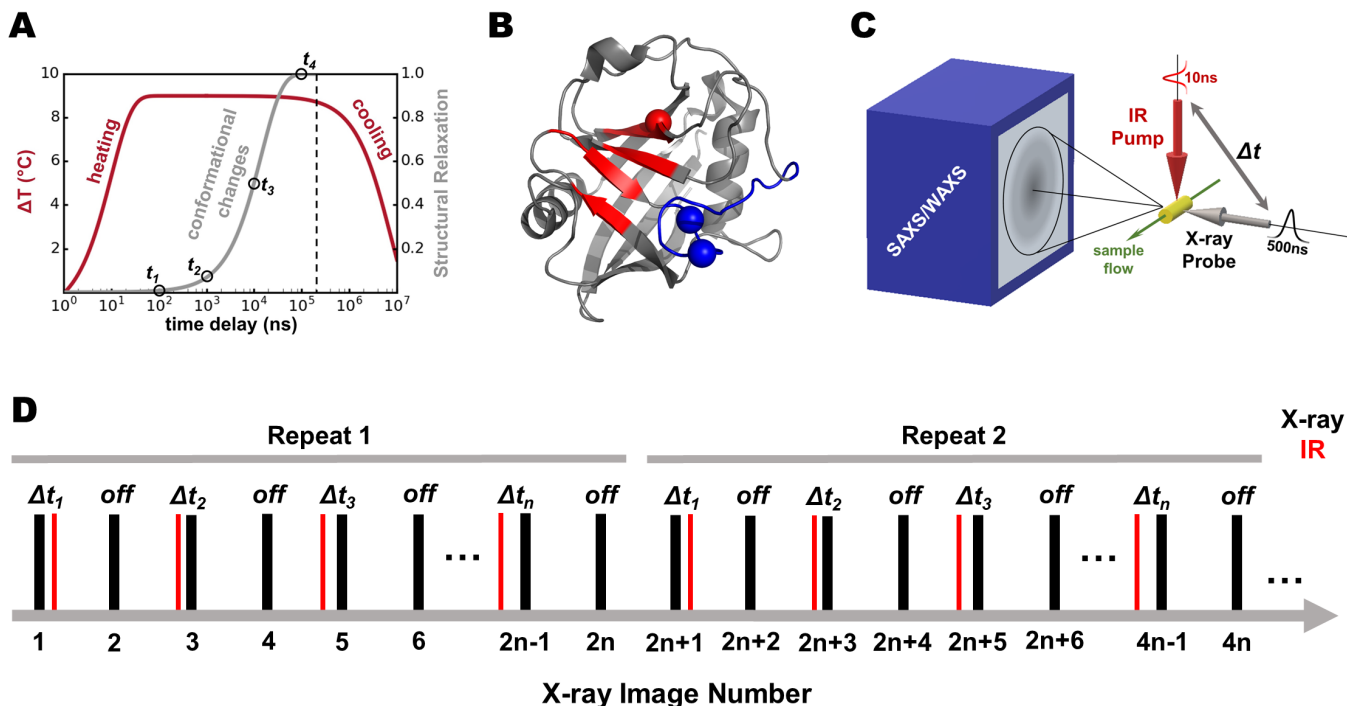 A
10
8
6
4
2
ΔT (°C)
heating
conformational
changes
cooling
t1
t2
t3
t4
1.0
0.8
0.6
0.4
0.2
Structural Relaxation
10^0 10^1 10^2 10^3 10^4 10^5 10^6 10^7
time delay (ns)
B
C
SAXS/WAXS
10ns
IR
Pump
Δt
sample
flow
X-ray
Probe
500ns
D
Repeat 1
Repeat 2
X-ray
IR
Δt1 off Δt2 off Δt3 off Δtn off Δt1 off Δt2 off Δt3 off Δtn off
... ... ...
1 2 3 4 5 6 2n-1 2n 2n+1 2n+2 2n+3 2n+4 2n+5 2n+6 4n-1 4n
X-ray Image Number